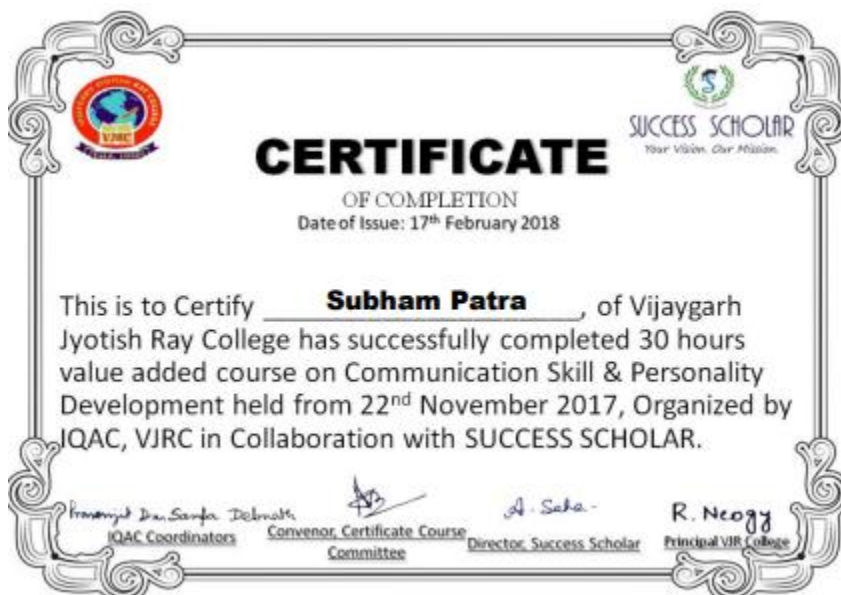 VJRC
SUCCESS SCHOLAR
Your Vision. Our Mission.
CERTIFICATE
OF COMPLETION
Date of Issue: 17th February 2018
This is to Certify Subham Patra, of Vijaygarh
Jyotish Ray College has successfully completed 30 hours
value added course on Communication Skill & Personality
Development held from 22nd November 2017, Organized by
IQAC, VJRC in Collaboration with SUCCESS SCHOLAR.
A. Saha
R. Neogy
IQAC Coordinators
Convenor, Certificate Course
Committee
Director, Success Scholar
Principal VJR College